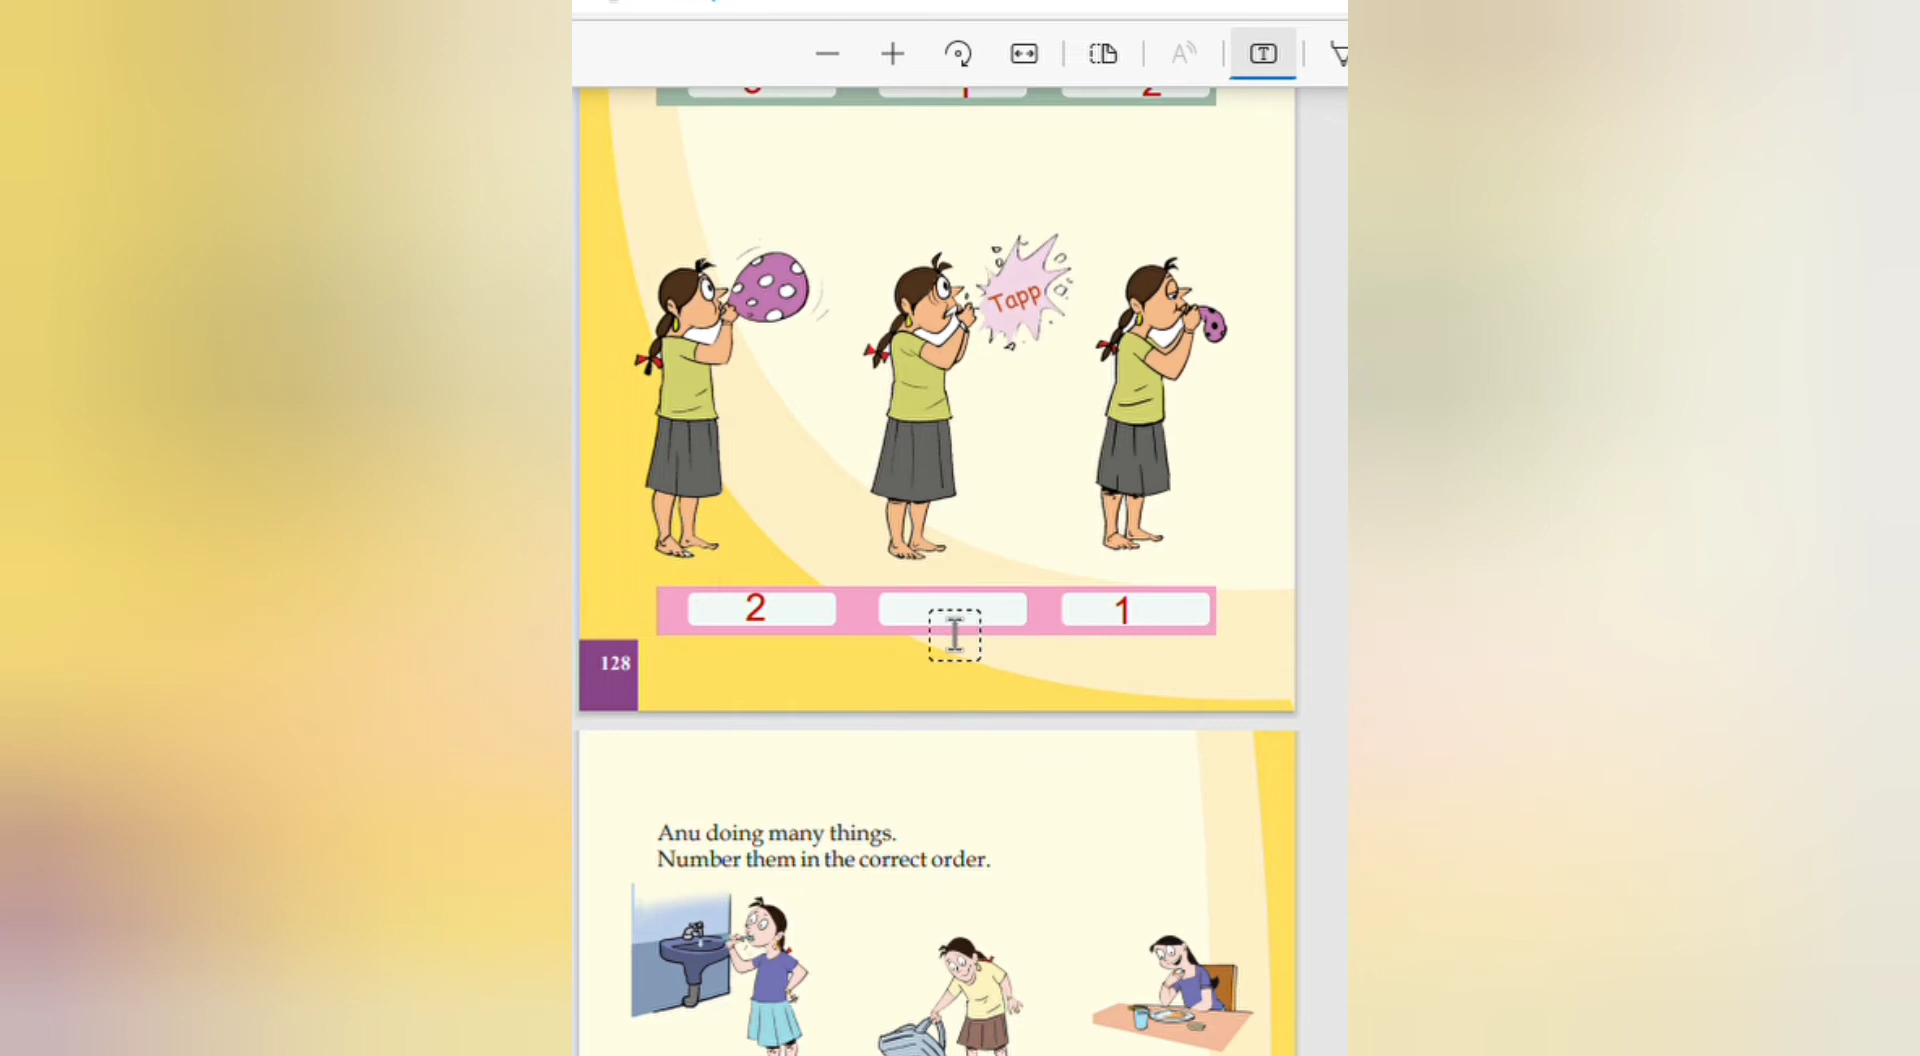 Tapp
2 1
128
Anu doing many things.
Number them in the correct order.